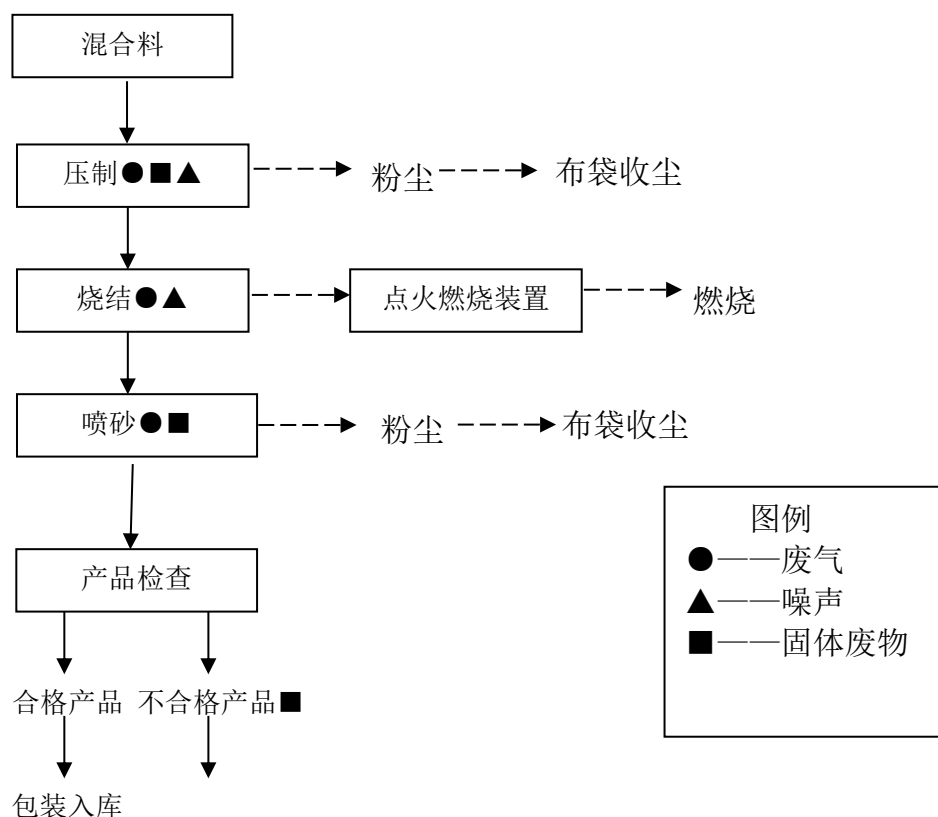 混合料
压制●■▲ 粉尘 布袋收尘
烧结●▲ 点火燃烧装置 燃烧
喷砂●■ 粉尘 布袋收尘
产品检查
图例
●——废气
▲——噪声
■——固体废物
合格产品 不合格产品■
包装入库